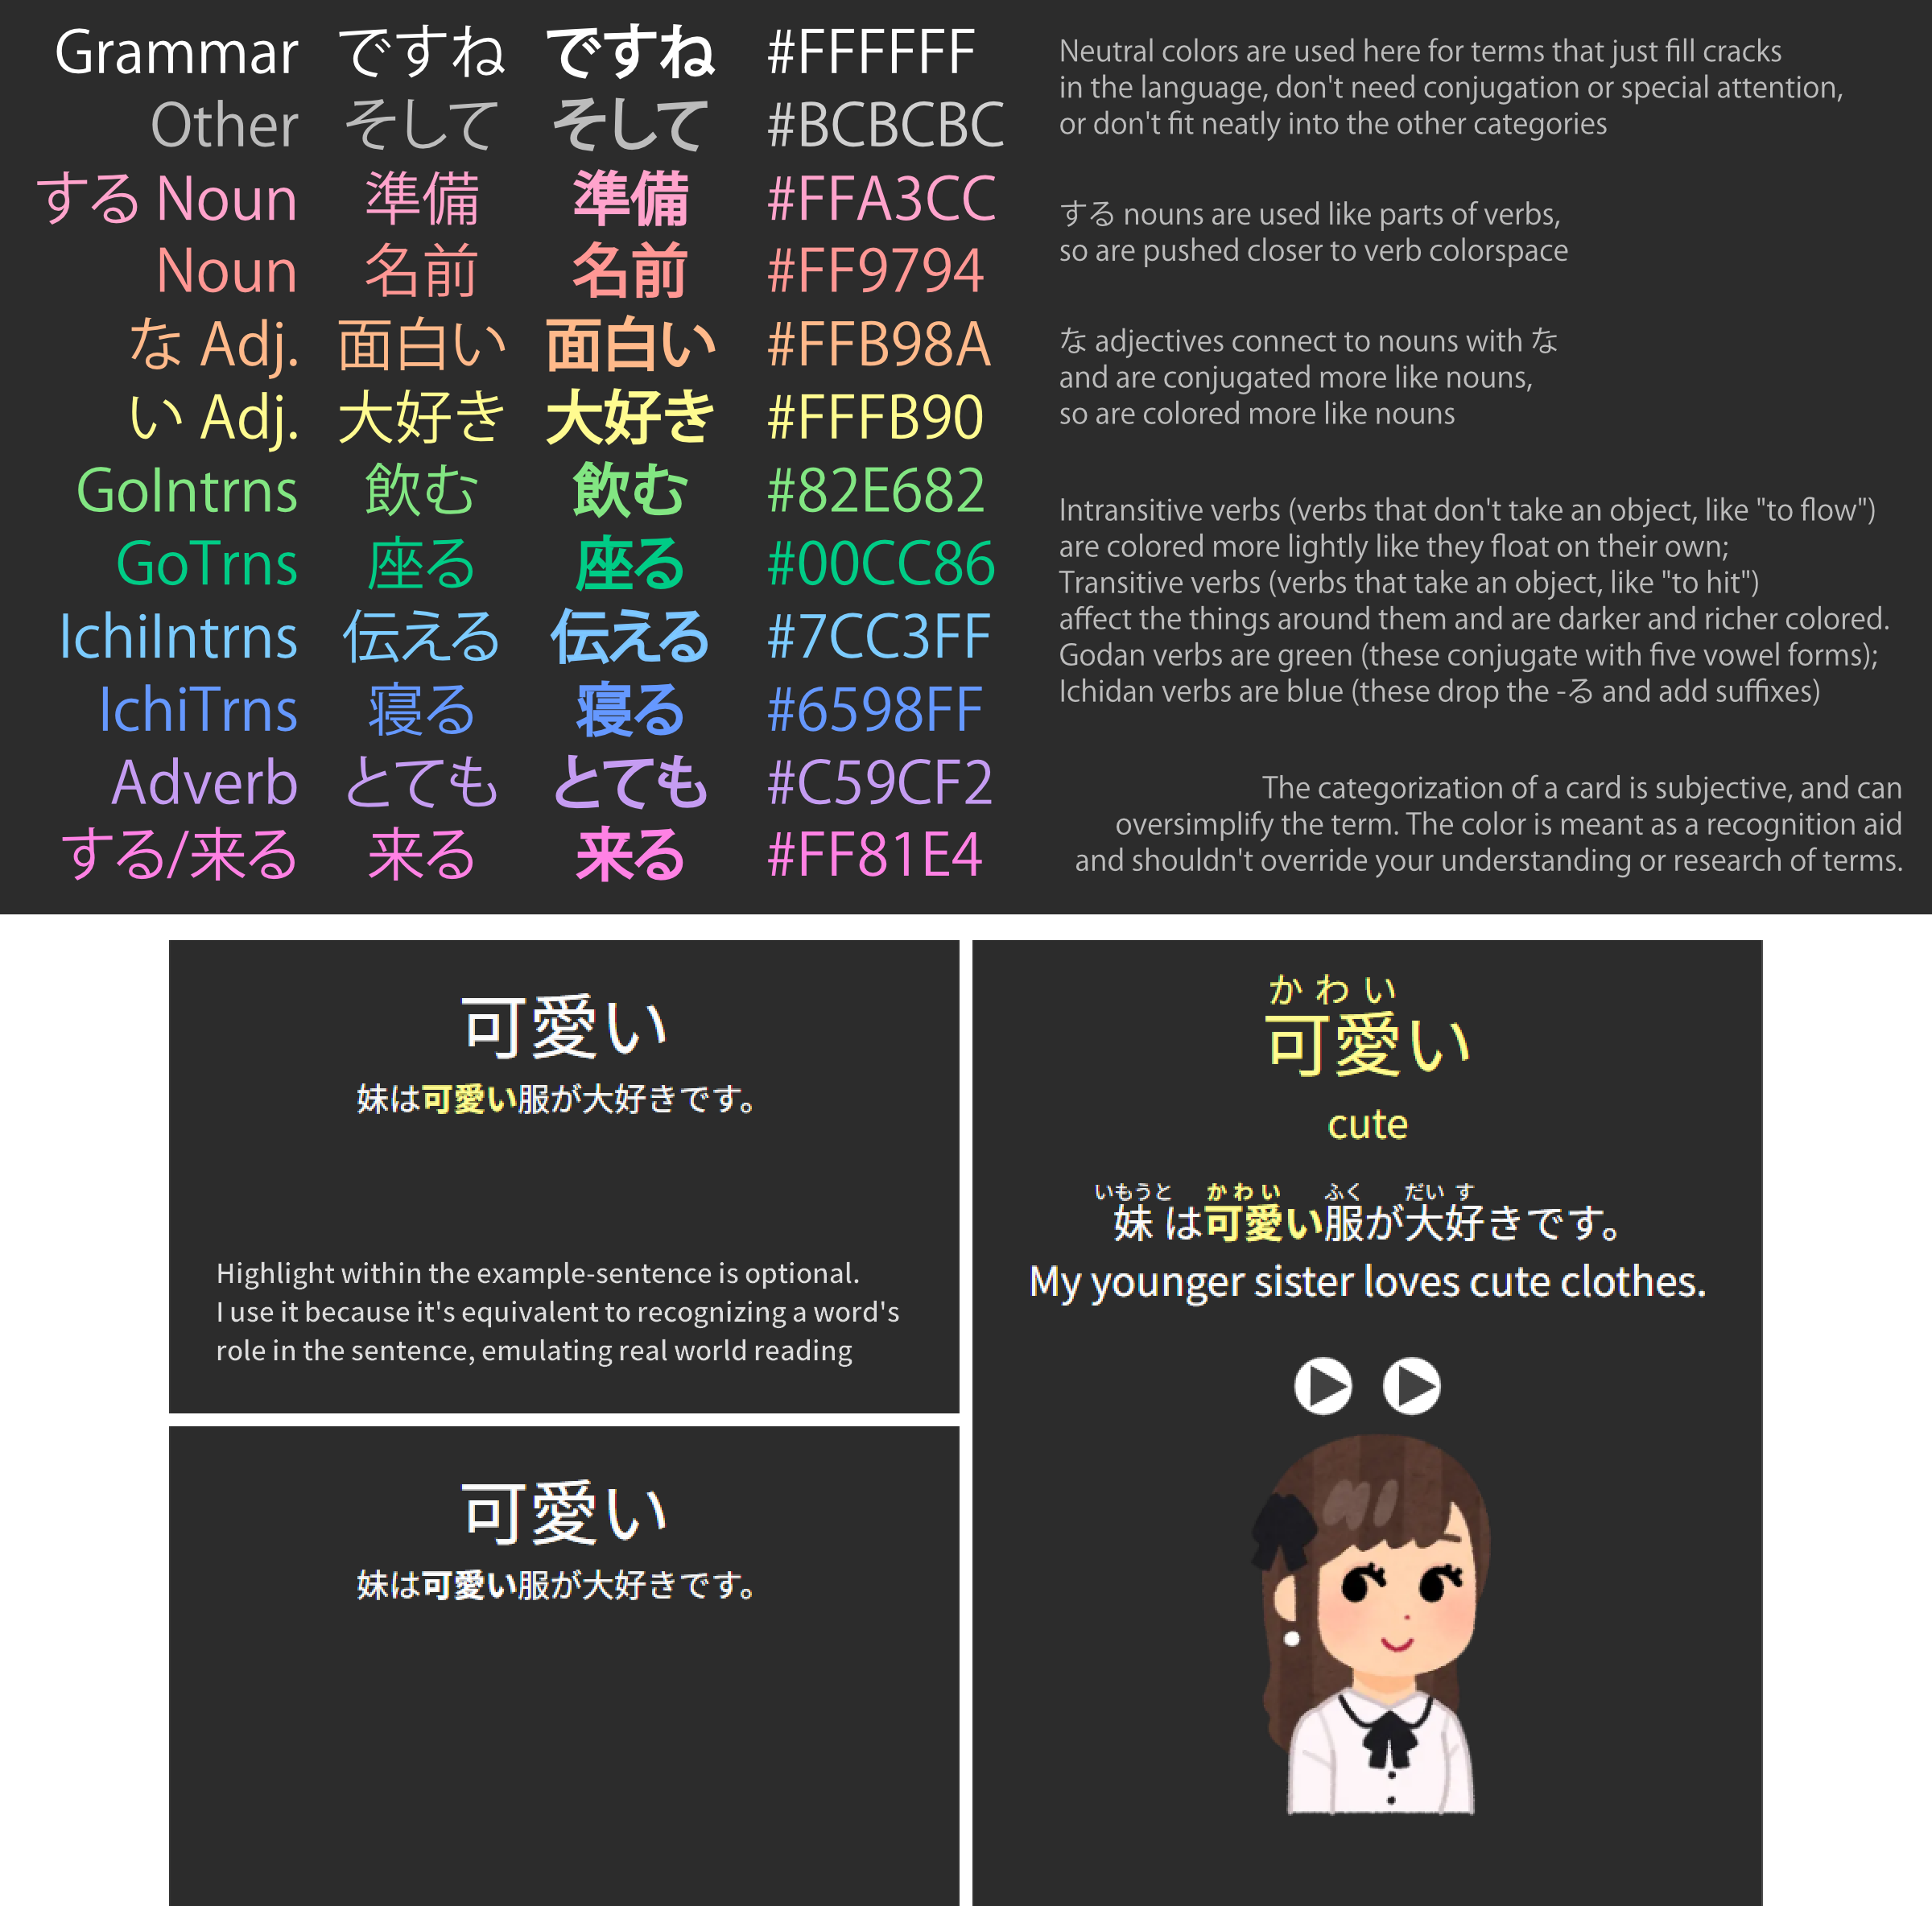 Grammar ですね ですね #FFFFFF
Other そして そして #BCBCBC
する Noun 準備 準備 #FFA3CC
Noun 名前 名前 #FF9794
な Adj. 面白い 面白い #FFB98A
い Adj. 大好き 大好き #FFFB90
GoIntrns 飲む 飲む #82E682
GoTrns 座る 座る #00CC86
IchiIntrns 伝える 伝える #7CC3FF
IchiTrns 寝る 寝る #6598FF
Adverb とても とても #C59CF2
する/来る 来る 来る #FF81E4
Neutral colors are used here for terms that just fill cracks
in the language, don't need conjugation or special attention,
or don't fit neatly into the other categories
する nouns are used like parts of verbs,
so are pushed closer to verb colorspace
な adjectives connect to nouns with な
and are conjugated more like nouns,
so are colored more like nouns
Intransitive verbs (verbs that don't take an object, like "to flow")
are colored more lightly like they float on their own;
Transitive verbs (verbs that take an object, like "to hit")
affect the things around them and are darker and richer colored.
Godan verbs are green (these conjugate with five vowel forms);
Ichidan verbs are blue (these drop the -る and add suffixes)
The categorization of a card is subjective, and can
oversimplify the term. The color is meant as a recognition aid
and shouldn't override your understanding or research of terms.
可愛い
妹は可愛い服が大好きです。
Highlight within the example-sentence is optional.
I use it because it's equivalent to recognizing a word's
role in the sentence, emulating real world reading
可愛い
妹は可愛い服が大好きです。
かわい
可愛い
cute
いもうと かわい ふく だい す
妹は可愛い服が大好きです。
My younger sister loves cute clothes.